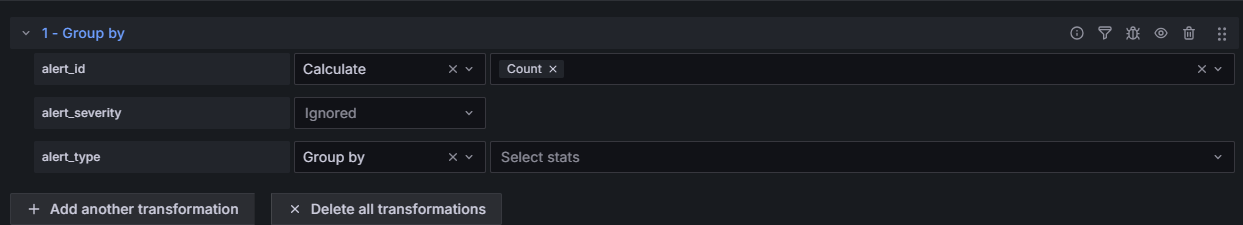 1 - Group by
alert_id Calculate Count
alert_severity Ignored
alert_type Group by Select stats
Add another transformation Delete all transformations